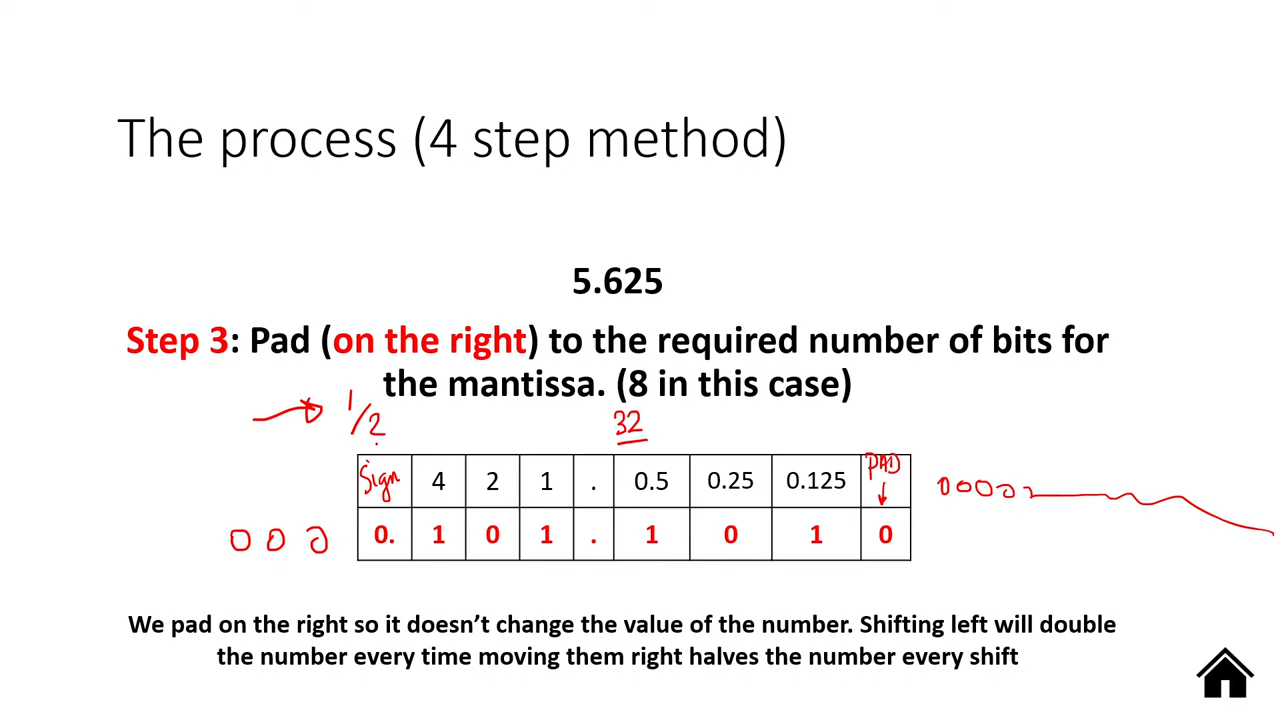 The process (4 step method)
5.625
Step 3: Pad (on the right) to the required number of bits for
the mantissa. (8 in this case)
1/2
32
Sign 4 2 1 . 0.5 0.25 0.125 PAD
0000
000 0. 1 0 1 . 1 0 1 0
We pad on the right so it doesn’t change the value of the number. Shifting left will double
the number every time moving them right halves the number every shift